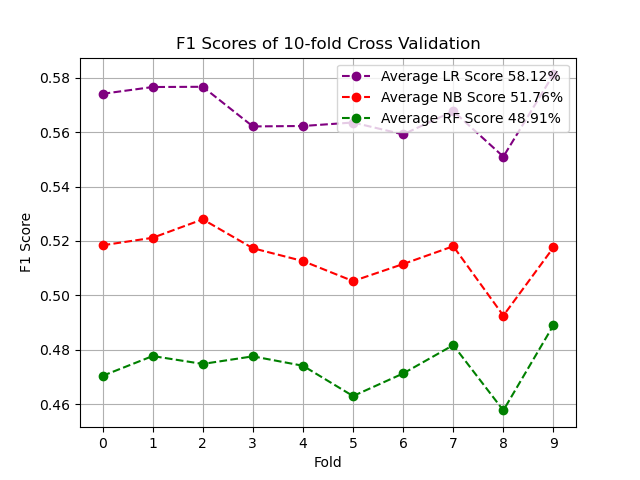 F1 Scores of 10-fold Cross Validation
Average LR Score 58.12%
Average NB Score 51.76%
Average RF Score 48.91%
0.58
0.56
0.54
0.52
0.50
0.48
0.46
F1 Score
0 1 2 3 4 5 6 7 8 9
Fold